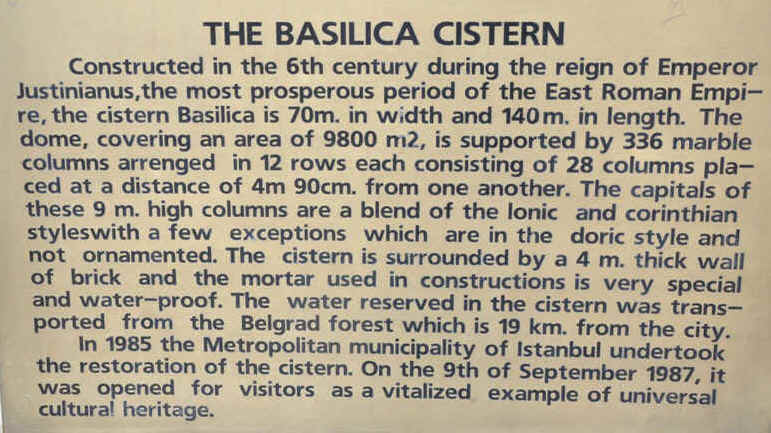 THE BASILICA CISTERN
Constructed in the 6th century during the reign of Emperor
Justinianus,the most prosperous period of the East Roman Empi–
re, the cistern Basilica is 70m. in width and 140m. in length. The
dome, covering an area of 9800 m2, is supported by 336 marble
columns arrenged in 12 rows each consisting of 28 columns pla–
ced at a distance of 4m 90cm. from one another. The capitals of
these 9 m. high columns are a blend of the Ionic and corinthian
styleswith a few exceptions which are in the doric style and
not ornamented. The cistern is surrounded by a 4 m. thick wall
of brick and the mortar used in constructions is very special
and water–proof. The water reserved in the cistern was trans–
ported from the Belgrad forest which is 19 km. from the city.
In 1985 the Metropolitan municipality of Istanbul undertook
the restoration of the cistern. On the 9th of September 1987, it
was opened for visitors as a vitalized example of universal
cultural heritage.